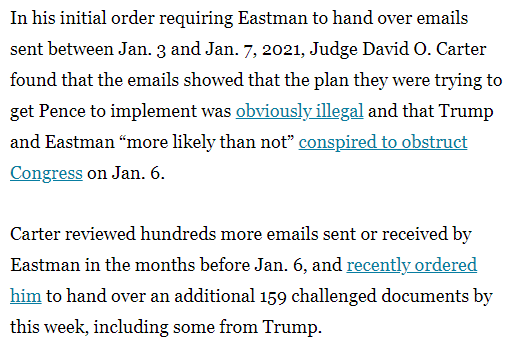 In his initial order requiring Eastman to hand over emails
sent between Jan. 3 and Jan. 7, 2021, Judge David O. Carter
found that the emails showed that the plan they were trying to
get Pence to implement was obviously illegal and that Trump
and Eastman “more likely than not” conspired to obstruct
Congress on Jan. 6.
Carter reviewed hundreds more emails sent or received by
Eastman in the months before Jan. 6, and recently ordered
him to hand over an additional 159 challenged documents by
this week, including some from Trump.